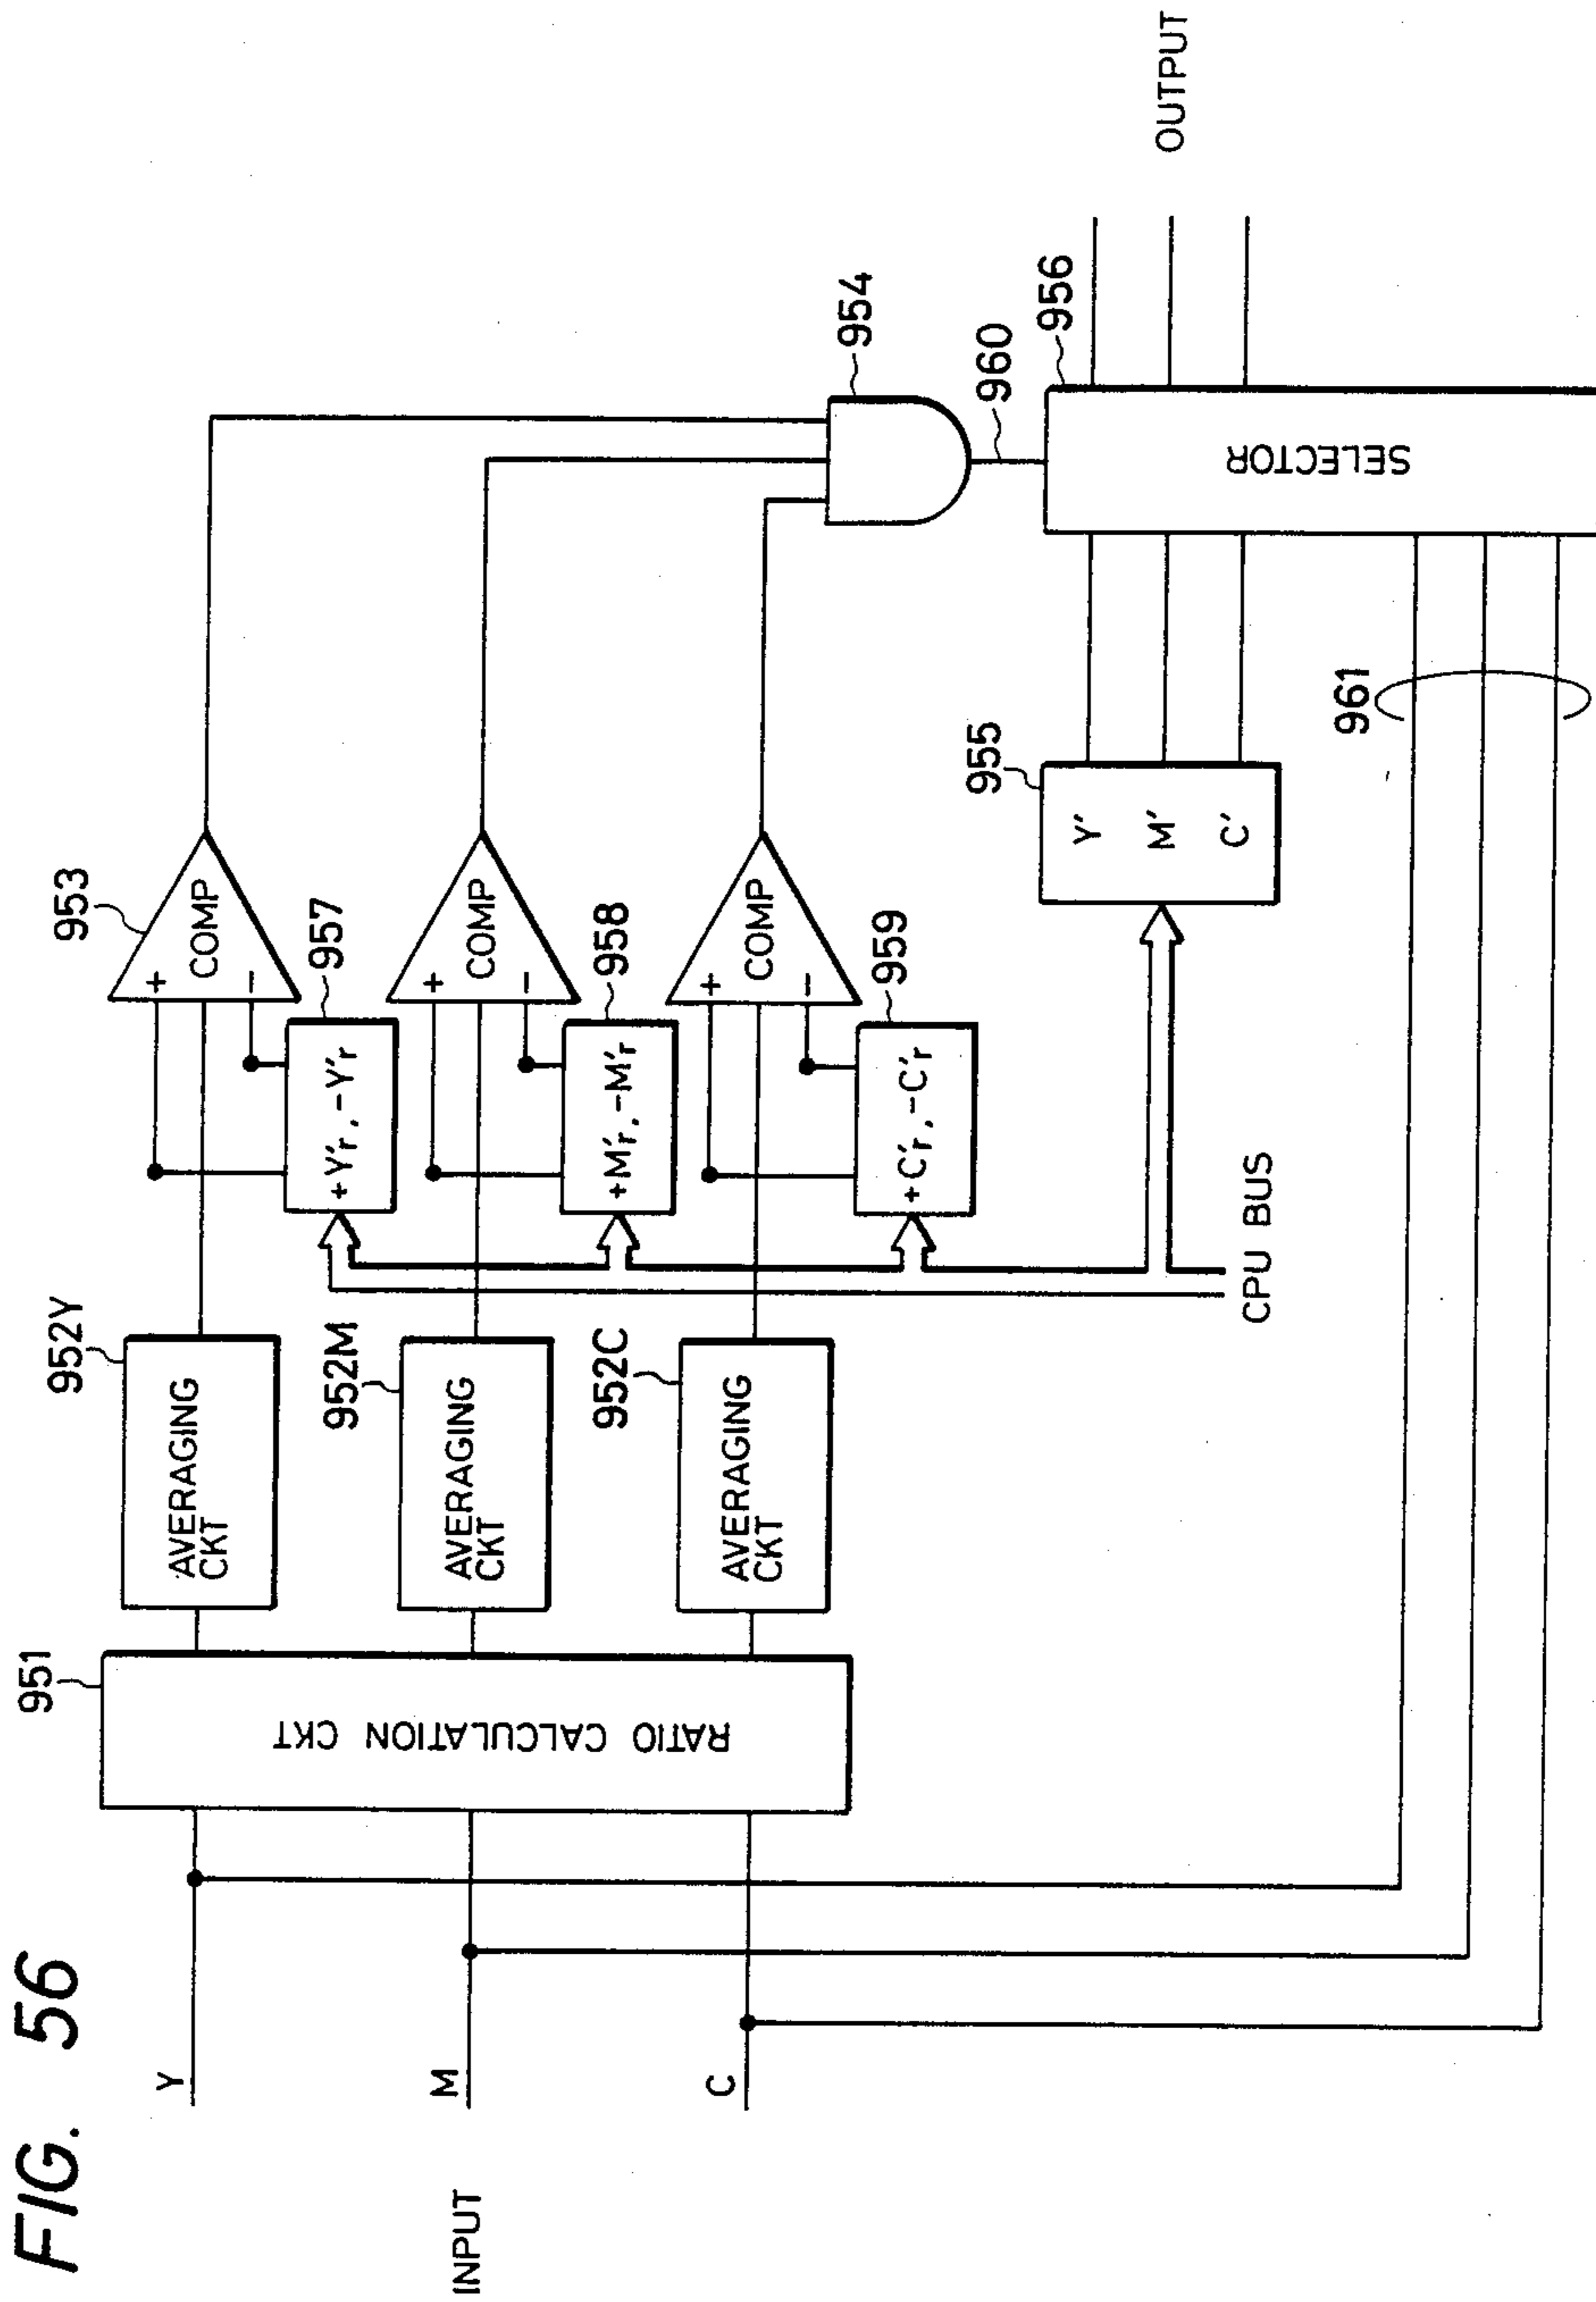 FIG. 56
INPUT
Y
M
C
951
RATIO CALCULATION CKT
952Y
AVERAGING
CKT
952M
AVERAGING
CKT
952C
AVERAGING
CKT
953
+
COMP
−
957
+Y'r, −Y'r
+
COMP
−
958
+M'r, −M'r
+
COMP
−
959
+C'r, −C'r
CPU BUS
955
Y'
M'
C'
954
960
961
956
SELECTOR
OUTPUT